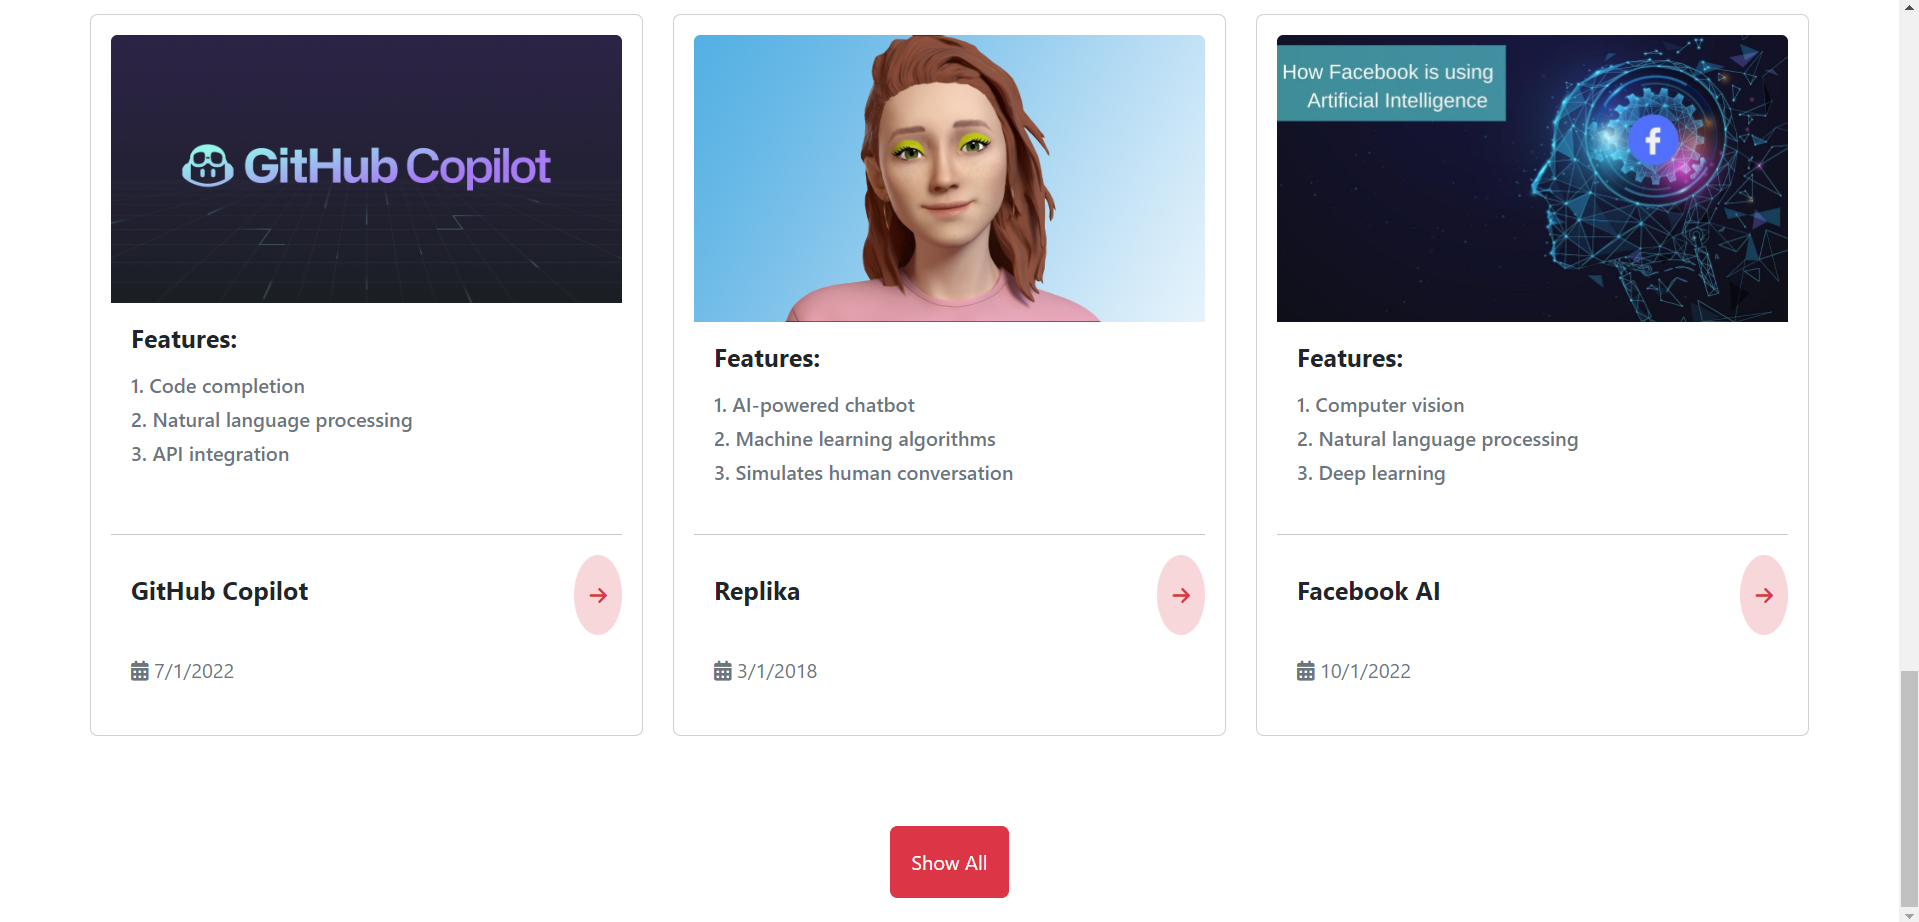 GitHub Copilot
Features:
1. Code completion
2. Natural language processing
3. API integration
GitHub Copilot
7/1/2022
Features:
1. AI-powered chatbot
2. Machine learning algorithms
3. Simulates human conversation
Replika
3/1/2018
How Facebook is using
Artificial Intelligence
f
Features:
1. Computer vision
2. Natural language processing
3. Deep learning
Facebook AI
10/1/2022
Show All